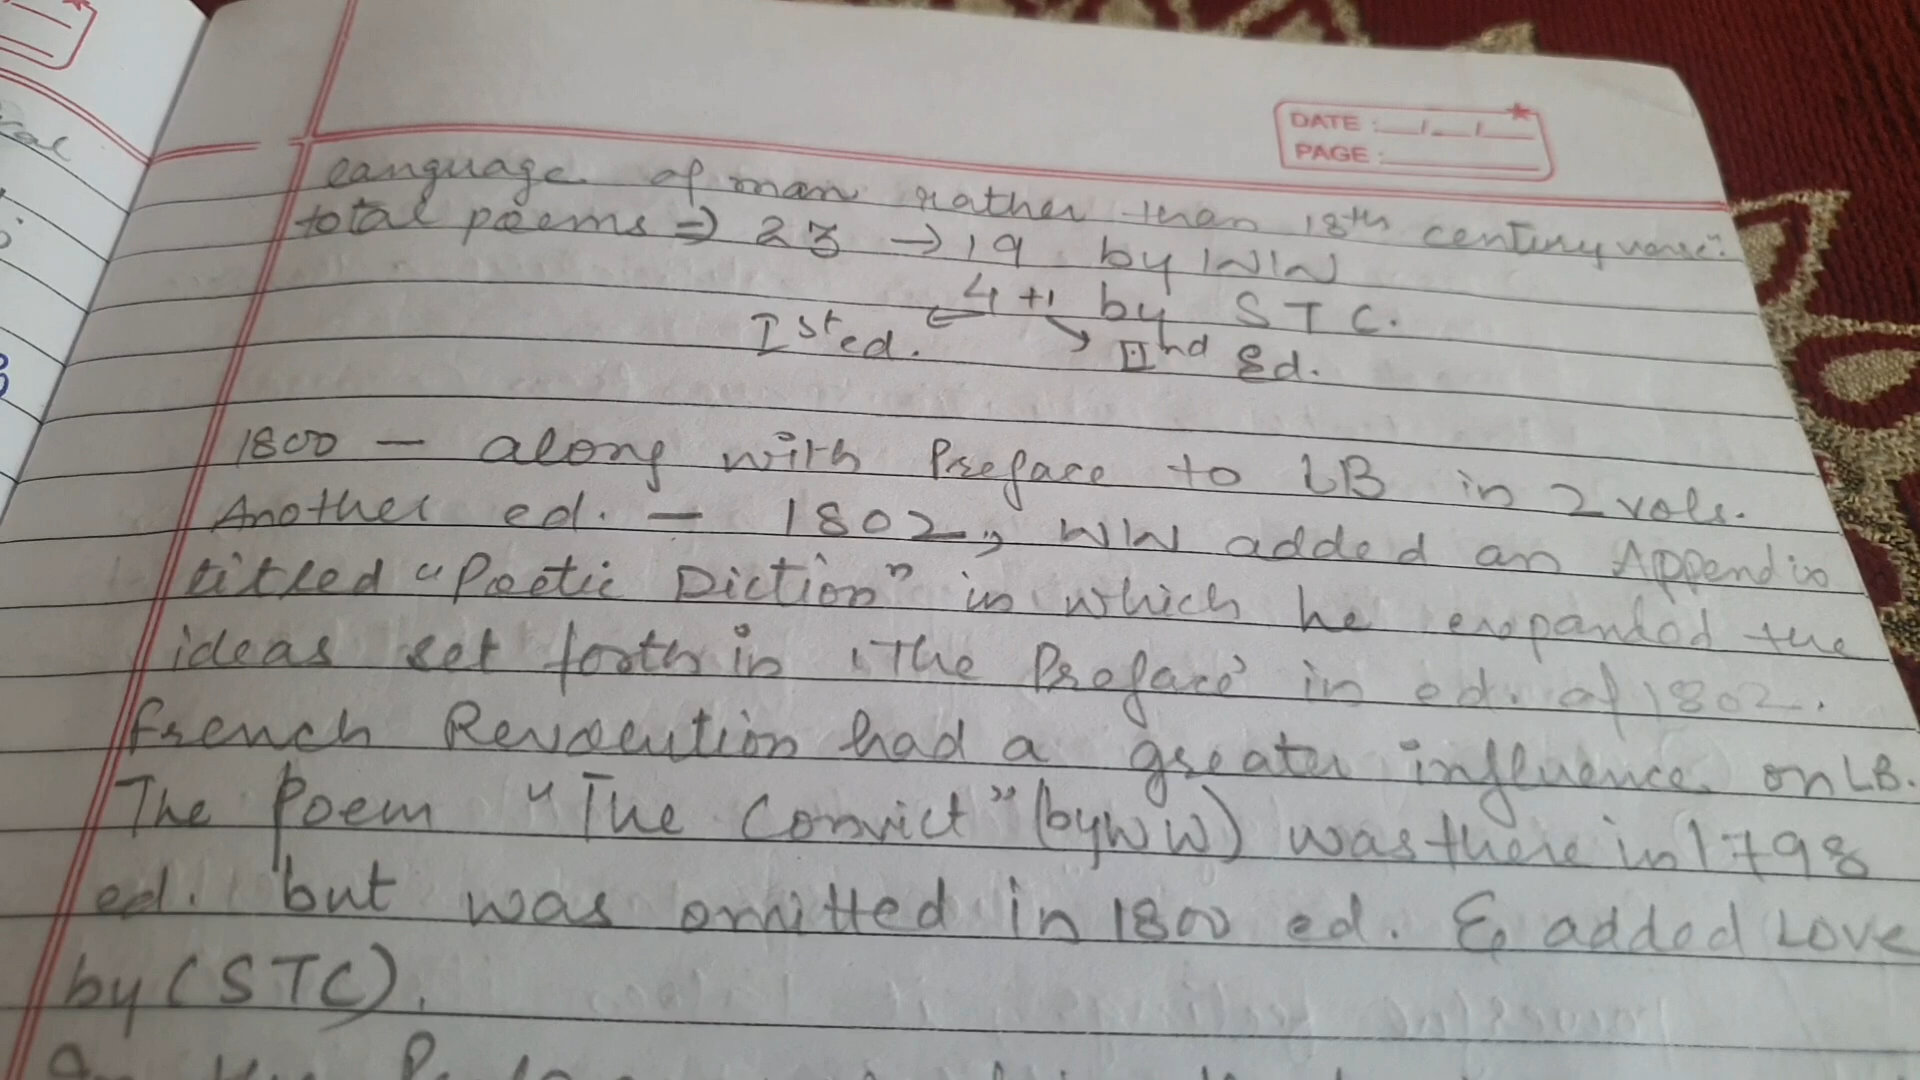 DATE :
PAGE :
language of man rather than 18th century verse".
total poems ⇒ 23 → 19 by WW
4 +1 by STC.
Ist ed. IInd Ed.
1800 — along with Preface to LB in 2 vols.
Another ed. — 1802, WW added an Appendix
titled "Poetic Diction" in which he expanded the
ideas set forth in 'The Preface' in ed. of 1802.
French Revolution had a greater influence on LB.
The Poem "The Convict" (by WW) was there in 1798
ed. but was omitted in 1800 ed. & added Love
by (STC).